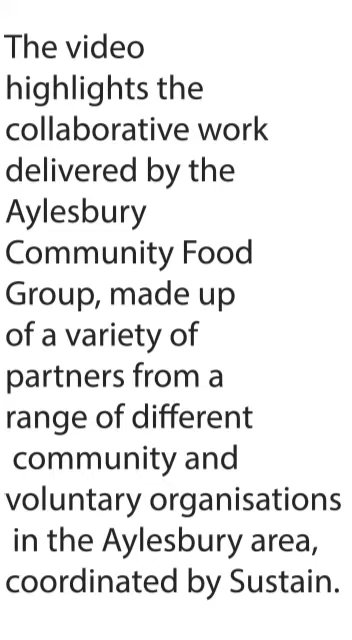 The video
highlights the
collaborative work
delivered by the
Aylesbury
Community Food
Group, made up
of a variety of
partners from a
range of different
community and
voluntary organisations
in the Aylesbury area,
coordinated by Sustain.